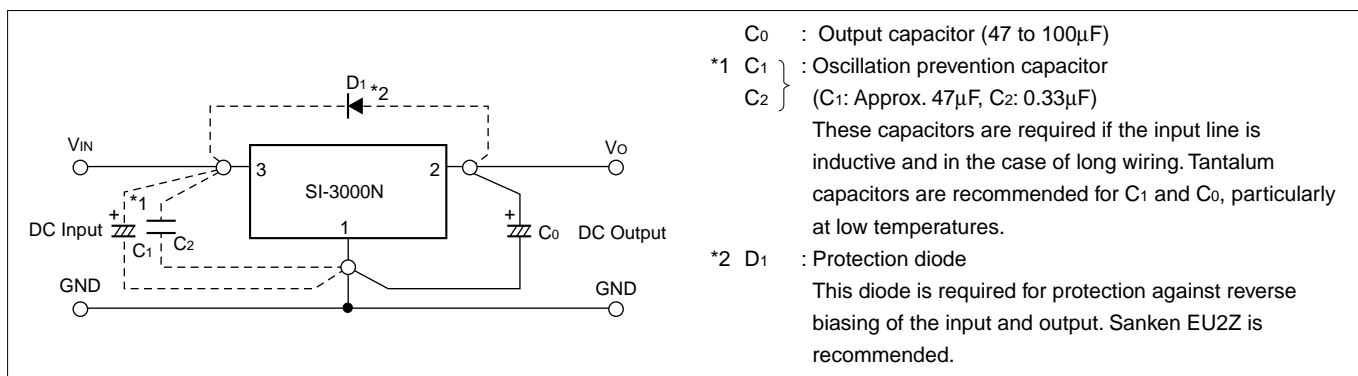 D1 *2
VIN
VO
3
2
SI-3000N
1
*1
+
+
DC Input
C1
C2
C0
DC Output
GND
GND
C0 : Output capacitor (47 to 100μF)
*1 C1 : Oscillation prevention capacitor
C2 (C1: Approx. 47μF, C2: 0.33μF)
These capacitors are required if the input line is
inductive and in the case of long wiring. Tantalum
capacitors are recommended for C1 and C0, particularly
at low temperatures.
*2 D1 : Protection diode
This diode is required for protection against reverse
biasing of the input and output. Sanken EU2Z is
recommended.